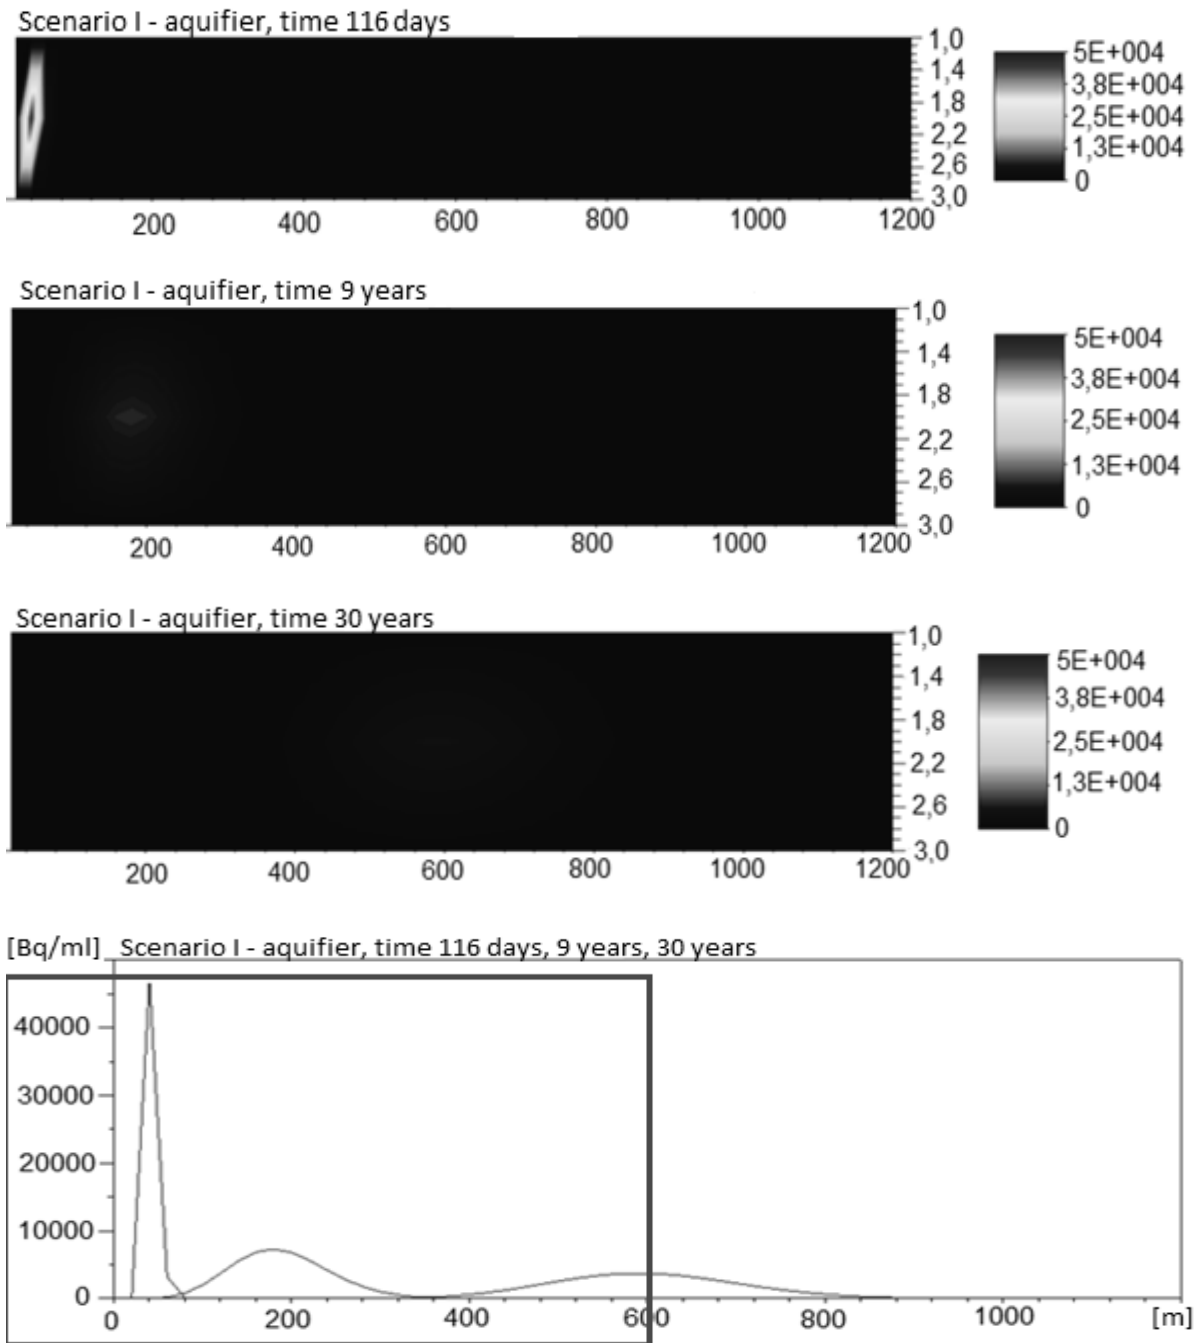 Scenario I - aquifier, time 116 days
1,0
1,4
1,8
2,2
2,6
3,0
200 400 600 800 1000 1200
5E+004
3,8E+004
2,5E+004
1,3E+004
0
Scenario I - aquifier, time 9 years
1,0
1,4
1,8
2,2
2,6
3,0
200 400 600 800 1000 1200
5E+004
3,8E+004
2,5E+004
1,3E+004
0
Scenario I - aquifier, time 30 years
1,0
1,4
1,8
2,2
2,6
3,0
200 400 600 800 1000 1200
5E+004
3,8E+004
2,5E+004
1,3E+004
0
[Bq/ml] Scenario I - aquifier, time 116 days, 9 years, 30 years
40000
30000
20000
10000
0
0 200 400 600 800 1000 [m]